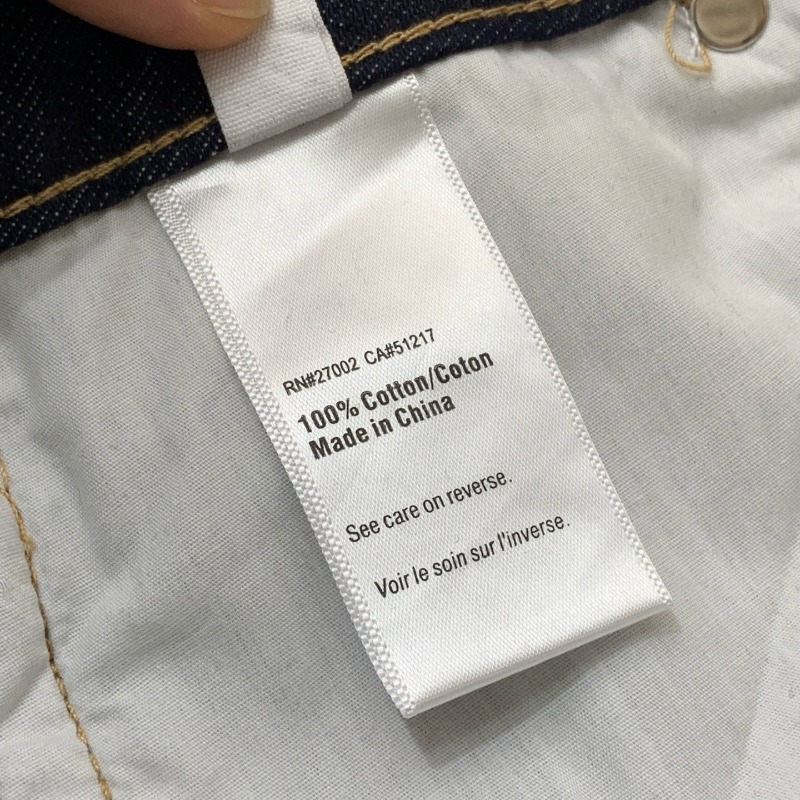 RN#27002 CA#51217
100% Cotton/Coton
Made in China
See care on reverse.
Voir le soin sur l'inverse.